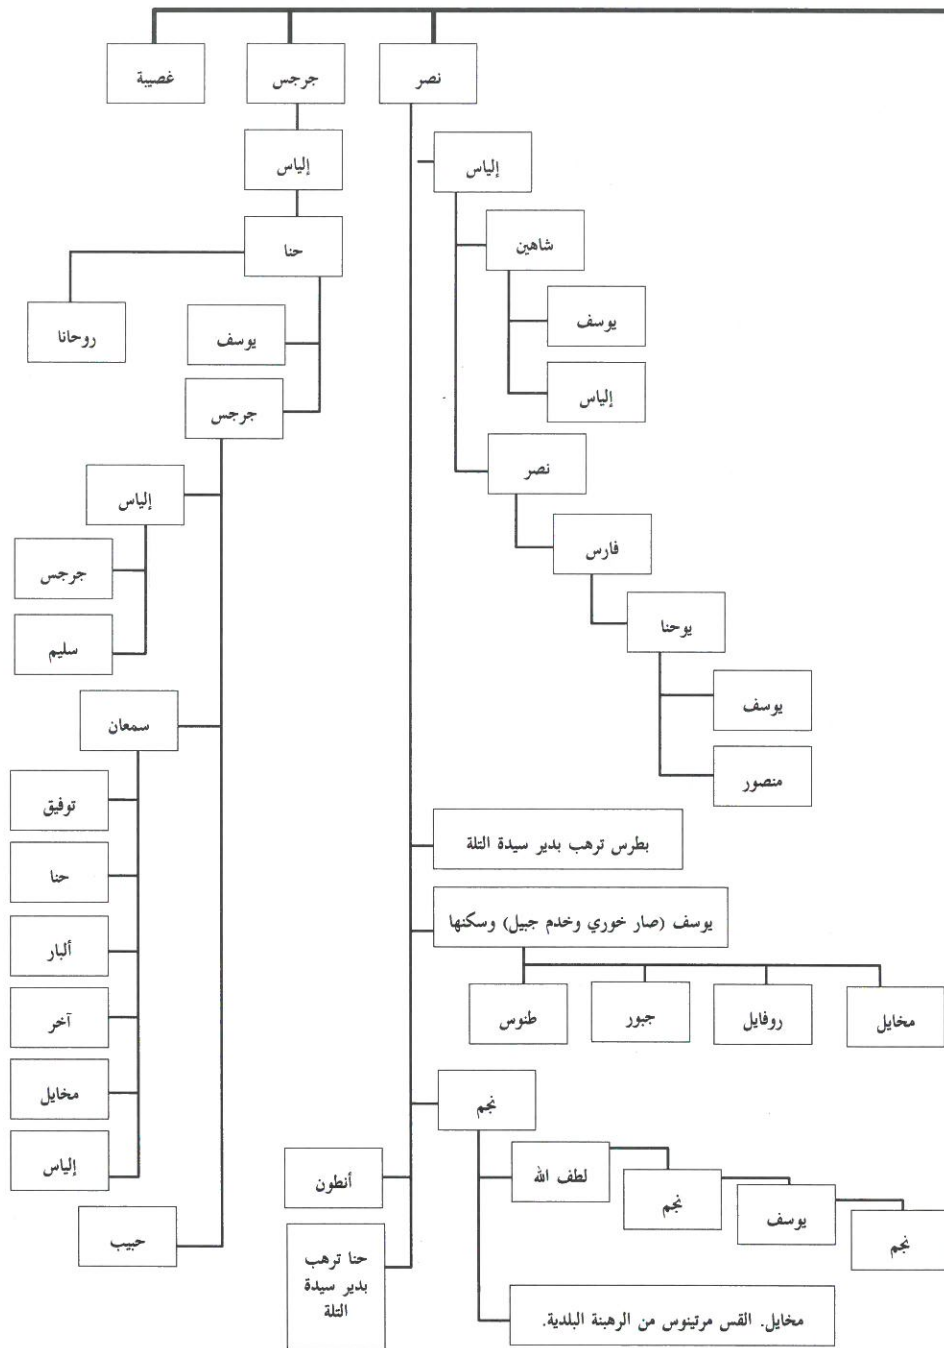 نصر
جرجس
غصيبة
إلياس
شاهين
يوسف
إلياس
نصر
فارس
يوحنا
يوسف
منصور
بطرس ترهب بدير سيدة التلة
يوسف (صار خوري وخدم جبيل) وسكنها
مخايل
روفايل
جبور
طنوس
نجم
لطف الله
نجم
يوسف
نجم
مخايل. القس مرتينوس من الرهبنة البلدية.
أنطون
حنا ترهب
بدير سيدة
التلة
إلياس
حنا
روحانا
يوسف
جرجس
إلياس
جرجس
سليم
سمعان
توفيق
حنا
ألبار
آخر
مخايل
إلياس
حبيب